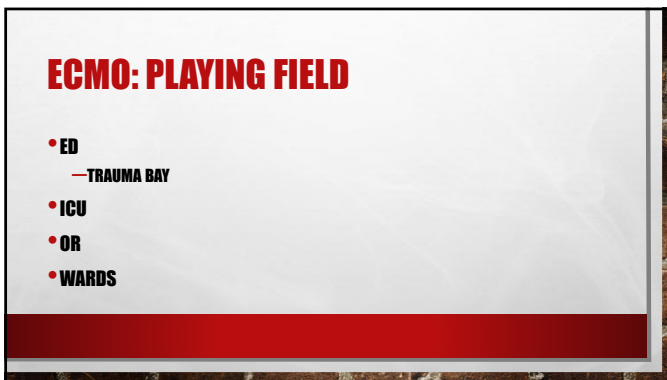 ECMO: PLAYING FIELD
• ED
—TRAUMA BAY
• ICU
• OR
• WARDS